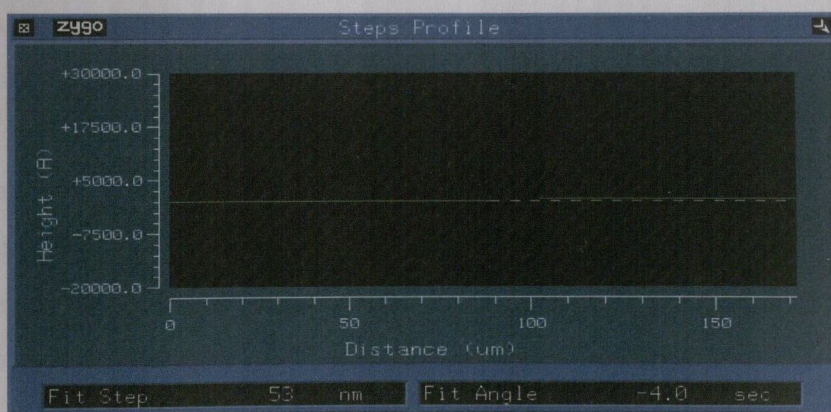 zygo Steps Profile
+30000.0
+17500.0
+5000.0
-7500.0
-20000.0
Height (A)
0 50 100 150
Distance (um)
Fit Step 53 nm Fit Angle -4.0 sec